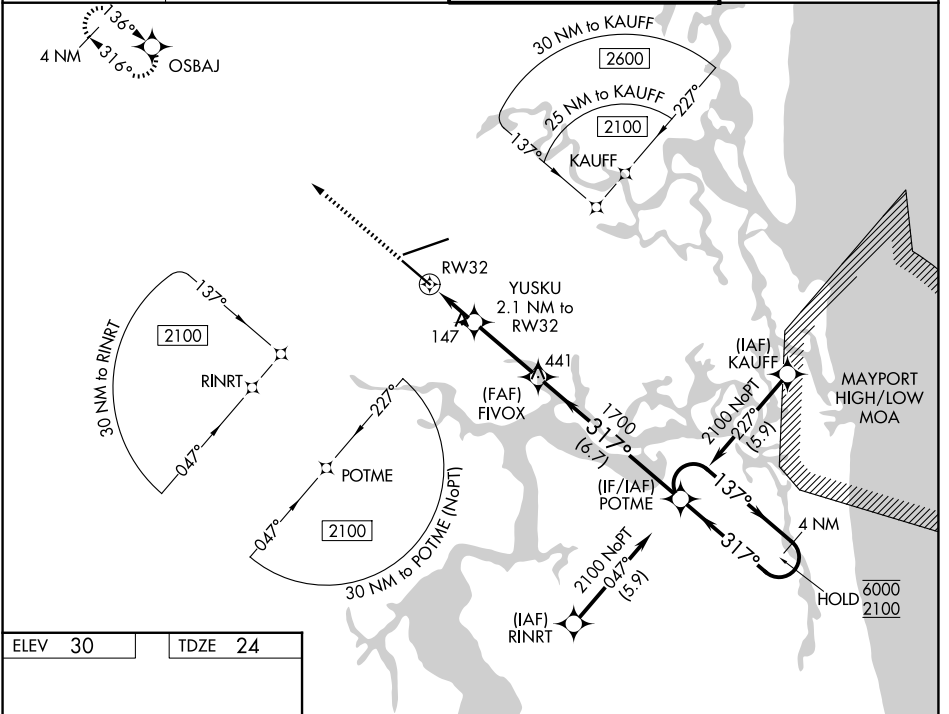 136°
4 NM
316°
OSBAJ
30 NM to KAUFF
2600
25 NM to KAUFF
2100
227°
137°
KAUFF
RW32
YUSKU
2.1 NM to
RW32
147
137°
2100
30 NM to RINRT
RINRT
047°
441
(FAF)
FIVOX
(IAF)
KAUFF
MAYPORT
HIGH/LOW
MOA
2100 NoPT
227°
(5.9)
1700
317°
(6.7)
227°
POTME
047°
2100
30 NM to POTME (NoPT)
(IF/IAF)
POTME
137°
4 NM
317°
HOLD
6000
2100
2100 NoPT
047°
(5.9)
(IAF)
RINRT
ELEV 30
TDZE 24